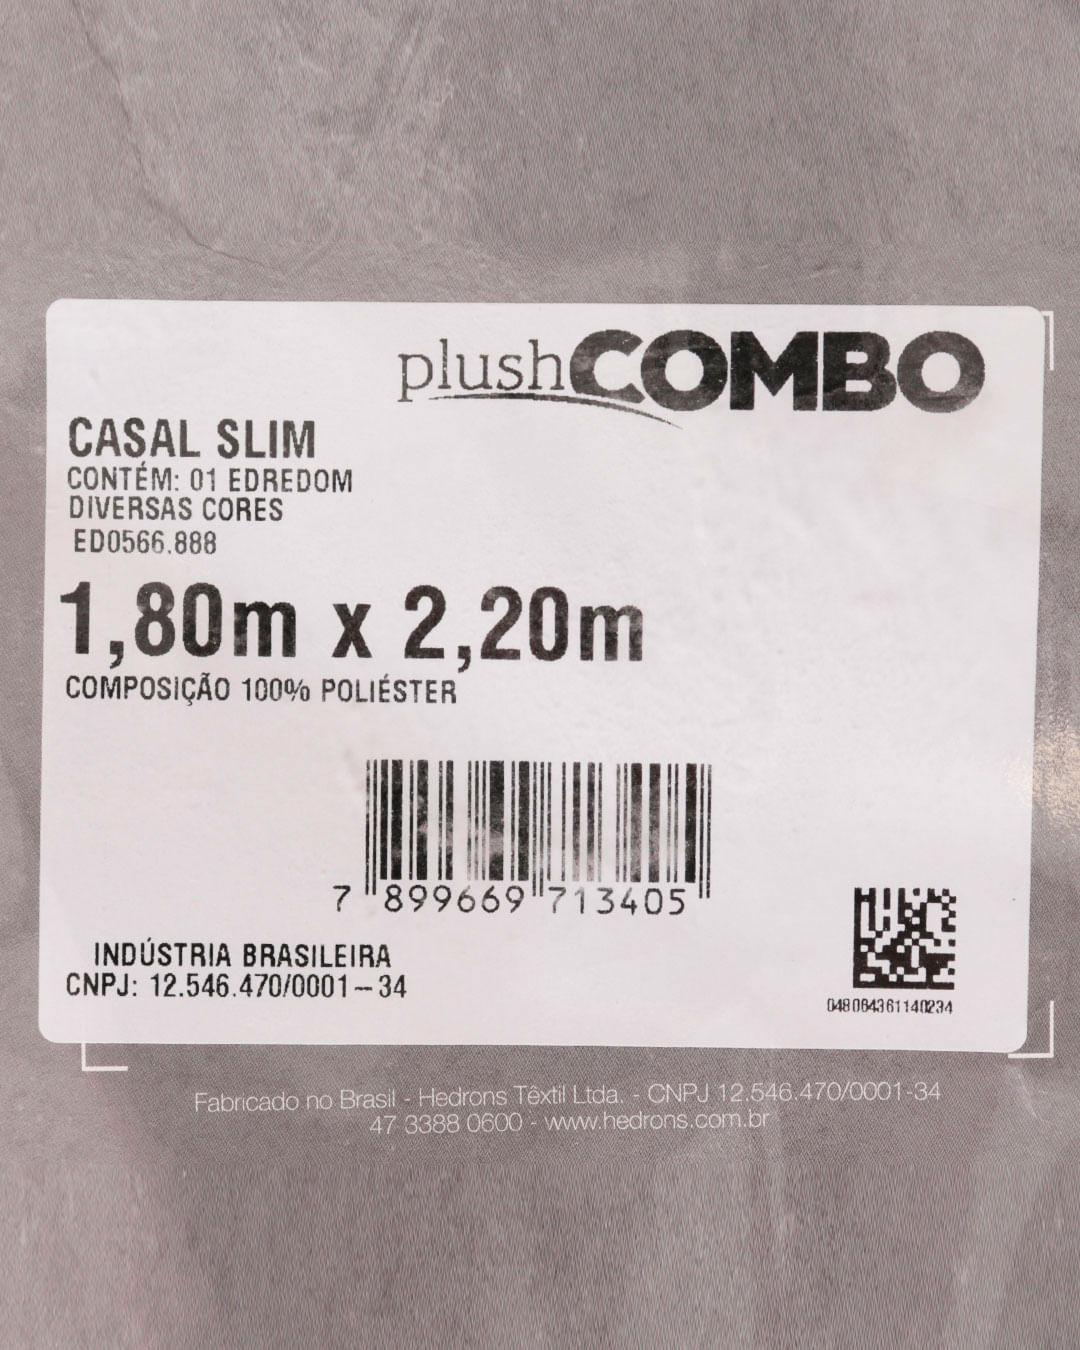 plushCOMBO
CASAL SLIM
CONTÉM: 01 EDREDOM
DIVERSAS CORES
ED0566.888
1,80m x 2,20m
COMPOSIÇÃO 100% POLIÉSTER
7 899669 713405
INDÚSTRIA BRASILEIRA
CNPJ: 12.546.470/0001-34
048064361140234
Fabricado no Brasil - Hedrons Têxtil Ltda. - CNPJ 12.546.470/0001-34
47 3388 0600 - www.hedrons.com.br